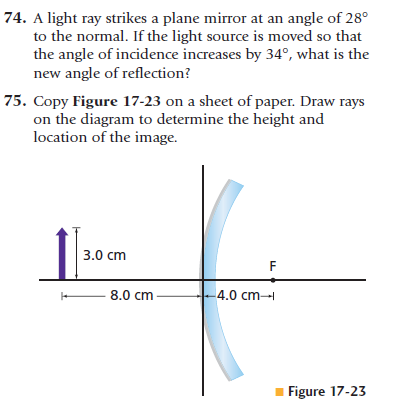 74. A light ray strikes a plane mirror at an angle of 28°
to the normal. If the light source is moved so that
the angle of incidence increases by 34°, what is the
new angle of reflection?
75. Copy Figure 17-23 on a sheet of paper. Draw rays
on the diagram to determine the height and
location of the image.
3.0 cm
F
8.0 cm
4.0 cm
Figure 17-23